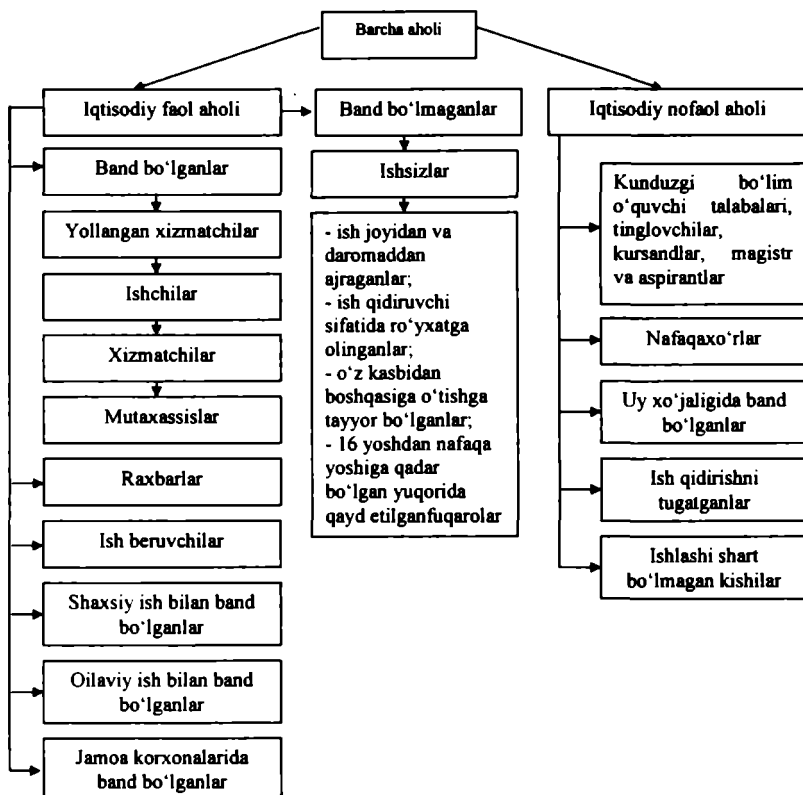 Barcha aholi
Iqtisodiy faol aholi
Band bo‘lmaganlar
Iqtisodiy nofaol aholi
Band bo‘lganlar
Yollangan xizmatchilar
Ishchilar
Xizmatchilar
Mutaxassislar
Raxbarlar
Ish beruvchilar
Shaxsiy ish bilan band
bo‘lganlar
Oilaviy ish bilan band
bo‘lganlar
Jamoa korxonalarida
band bo‘lganlar
Ishsizlar
- ish joyidan va
daromaddan
ajraganlar;
- ish qidiruvchi
sifatida ro‘yxatga
olinganlar;
- o‘z kasbidan
boshqasiga o‘tishga
tayyor bo‘lganlar;
- 16 yoshdan nafaqa
yoshiga qadar
bo‘lgan yuqorida
qayd etilganfuqarolar
Kunduzgi bo‘lim
o‘quvchi talabalari,
tinglovchilar,
kursandlar, magistr
va aspirantlar
Nafaqaxo‘rlar
Uy xo‘jaligida band
bo‘lganlar
Ish qidirishni
tugatganlar
Ishlashi shart
bo‘lmagan kishilar